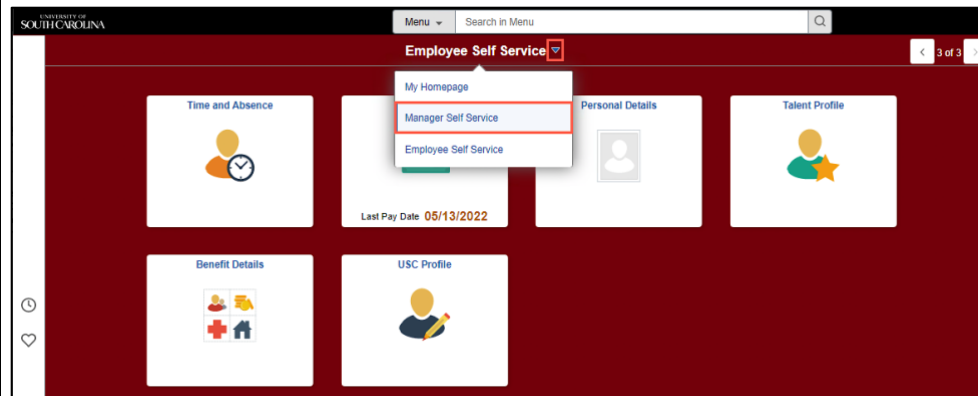 UNIVERSITY OF
SOUTH CAROLINA
Menu
Search in Menu
Employee Self Service
3 of 3
My Homepage
Manager Self Service
Employee Self Service
Time and Absence
Personal Details
Talent Profile
Last Pay Date 05/13/2022
Benefit Details
USC Profile